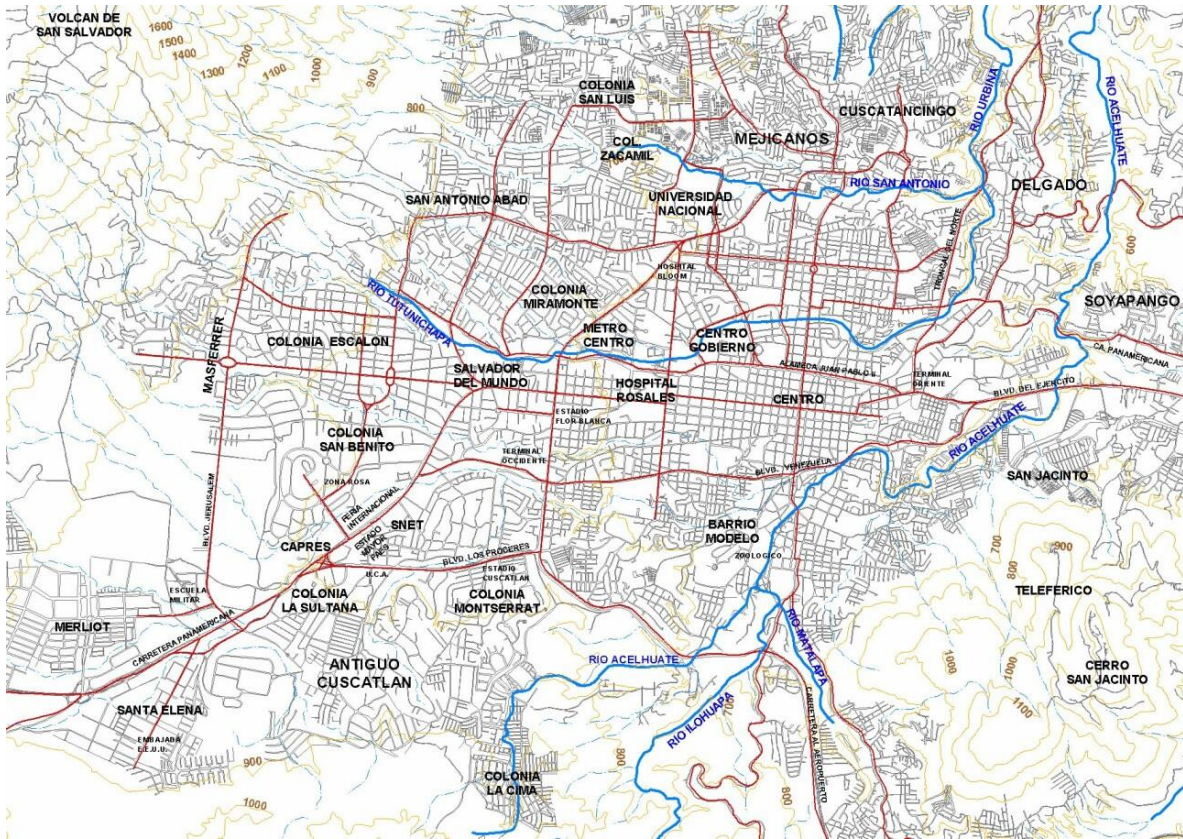 VOLCAN DE
SAN SALVADOR
1600
1500
1400
1300
1200
1100
1000
900
800
COLONIA
SAN LUIS
COL.
ZACAMIL
MEJICANOS
CUSCATANCINGO
RIO URBINA
RIO ACELHUATE
RIO SAN ANTONIO
DELGADO
SAN ANTONIO ABAD
UNIVERSIDAD
NACIONAL
TRONCAL DEL NORTE
600
HOSPITAL
BLOOM
RIO TUTUNICHAPA
COLONIA
MIRAMONTE
SOYAPANGO
MASFERRER
COLONIA ESCALON
METRO
CENTRO
CENTRO
GOBIERNO
CA. PANAMERICANA
SALVADOR
DEL MUNDO
ALAMEDA JUAN PABLO II
TERMINAL
ORIENTE
HOSPITAL
ROSALES
CENTRO
BLVD. DEL EJERCITO
ESTADIO
FLOR BLANCA
COLONIA
SAN BENITO
TERMINAL
OCCIDENTE
RIO ACELHUATE
BLVD. VENEZUELA
SAN JACINTO
ZONA ROSA
BLVD. JERUSALEM
FERIA
INTERNACIONAL
SNET
ESTADO
MAYOR
FAES
BARRIO
MODELO
ZOOLOGICO
CAPRES
BLVD. LOS PROCERES
U.C.A.
ESTADIO
CUSCATLAN
700
800
900
TELEFERICO
ESCUELA
MILITAR
COLONIA
LA SULTANA
COLONIA
MONTSERRAT
MERLIOT
CARRETERA PANAMERICANA
RIO MATALAPA
ANTIGUO
CUSCATLAN
RIO ACELHUATE
1000
1000
1100
CERRO
SAN JACINTO
SANTA ELENA
RIO ILOHUAPA
700
CARRETERA AL AEROPUERTO
EMBAJADA
E.E.U.U.
900
800
COLONIA
LA CIMA
800
1000